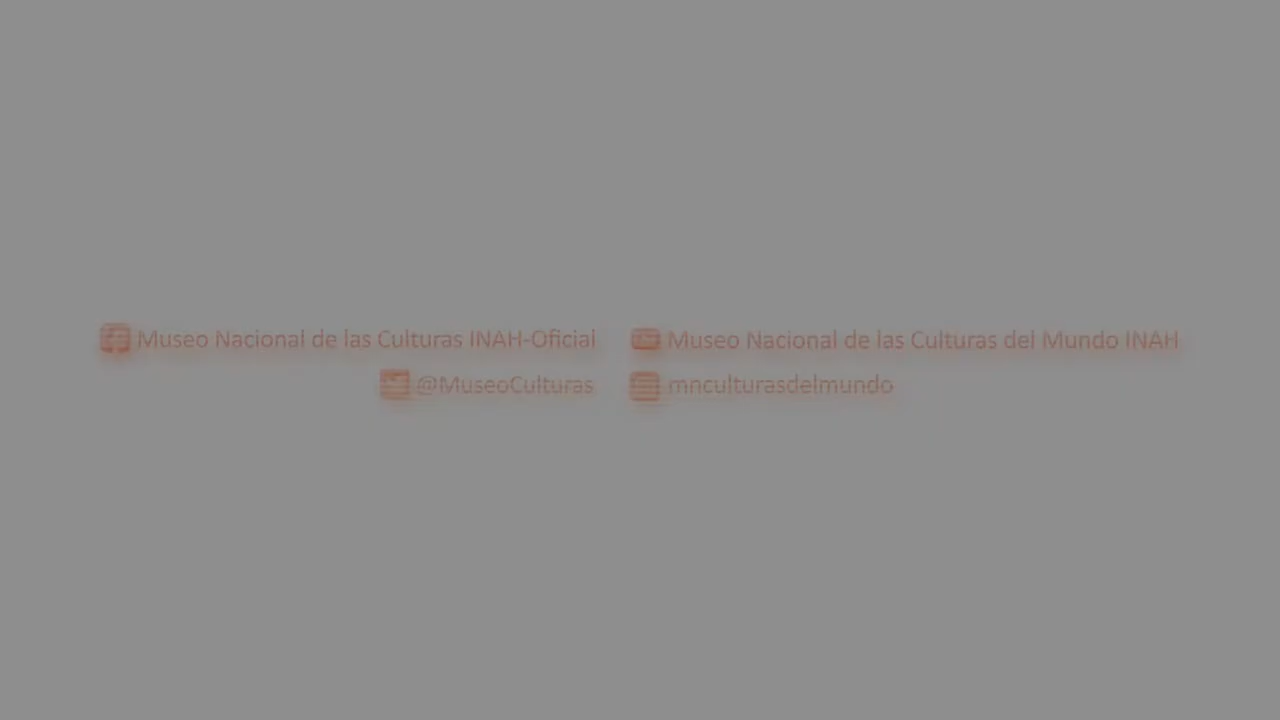 Museo Nacional de las Culturas INAH-Oficial
Museo Nacional de las Culturas del Mundo INAH
@MuseoCulturas
mnculturasdelmundo